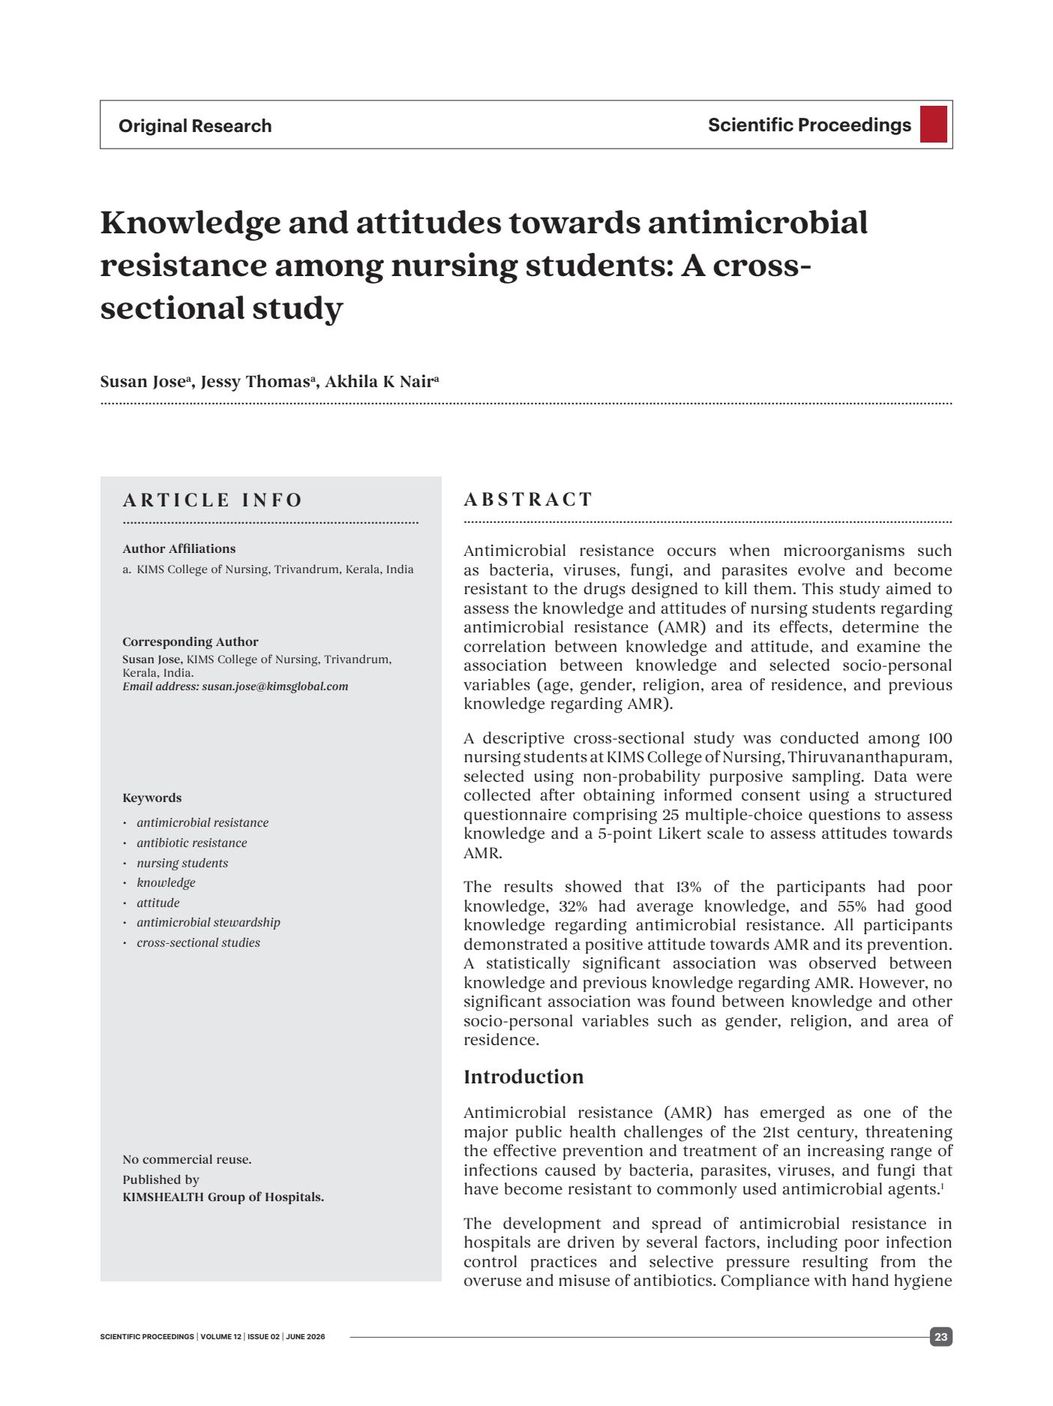 Original Research
Scientific Proceedings
Knowledge and attitudes towards antimicrobial
resistance among nursing students: A cross-
sectional study
Susan Joseᵃ, Jessy Thomasᵃ, Akhila K Nairᵃ
ARTICLE INFO
Author Affiliations
a. KIMS College of Nursing, Trivandrum, Kerala, India
Corresponding Author
Susan Jose, KIMS College of Nursing, Trivandrum,
Kerala, India.
Email address: susan.jose@kimsglobal.com
Keywords
· antimicrobial resistance
· antibiotic resistance
· nursing students
· knowledge
· attitude
· antimicrobial stewardship
· cross-sectional studies
No commercial reuse.
Published by
KIMSHEALTH Group of Hospitals.
ABSTRACT
Antimicrobial resistance occurs when microorganisms such
as bacteria, viruses, fungi, and parasites evolve and become
resistant to the drugs designed to kill them. This study aimed to
assess the knowledge and attitudes of nursing students regarding
antimicrobial resistance (AMR) and its effects, determine the
correlation between knowledge and attitude, and examine the
association between knowledge and selected socio-personal
variables (age, gender, religion, area of residence, and previous
knowledge regarding AMR).
A descriptive cross-sectional study was conducted among 100
nursing students at KIMS College of Nursing, Thiruvananthapuram,
selected using non-probability purposive sampling. Data were
collected after obtaining informed consent using a structured
questionnaire comprising 25 multiple-choice questions to assess
knowledge and a 5-point Likert scale to assess attitudes towards
AMR.
The results showed that 13% of the participants had poor
knowledge, 32% had average knowledge, and 55% had good
knowledge regarding antimicrobial resistance. All participants
demonstrated a positive attitude towards AMR and its prevention.
A statistically significant association was observed between
knowledge and previous knowledge regarding AMR. However, no
significant association was found between knowledge and other
socio-personal variables such as gender, religion, and area of
residence.
Introduction
Antimicrobial resistance (AMR) has emerged as one of the
major public health challenges of the 21st century, threatening
the effective prevention and treatment of an increasing range of
infections caused by bacteria, parasites, viruses, and fungi that
have become resistant to commonly used antimicrobial agents.¹
The development and spread of antimicrobial resistance in
hospitals are driven by several factors, including poor infection
control practices and selective pressure resulting from the
overuse and misuse of antibiotics. Compliance with hand hygiene
SCIENTIFIC PROCEEDINGS | VOLUME 12 | ISSUE 02 | JUNE 2026
23